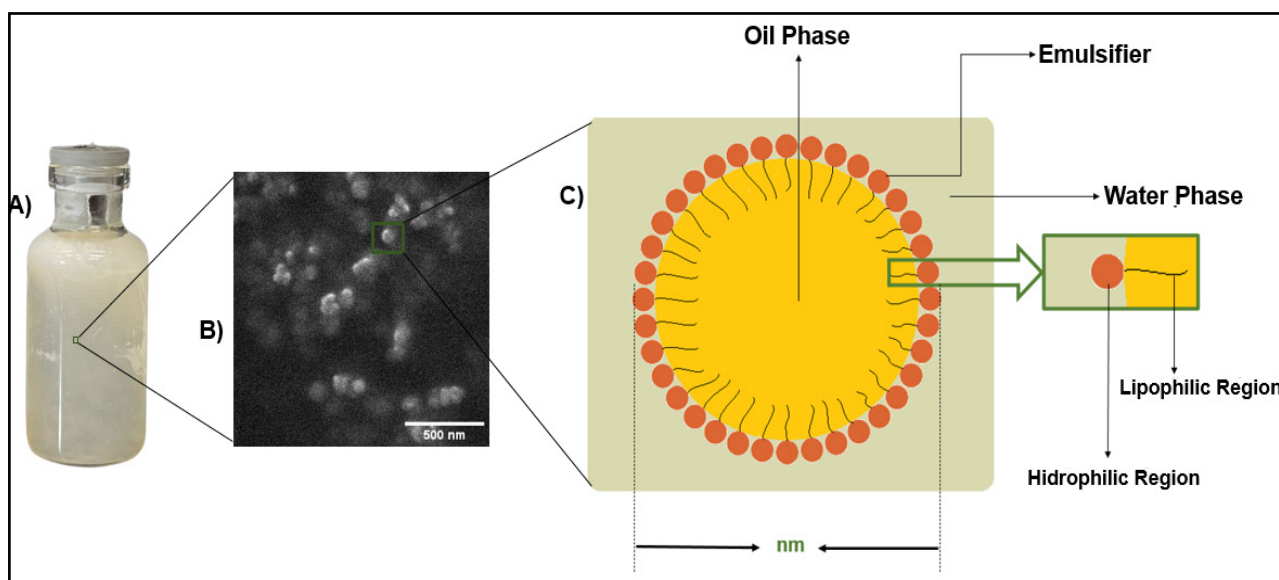 Oil Phase
Emulsifier
A)
B)
C)
Water Phase
500 nm
Lipophilic Region
Hidrophilic Region
nm